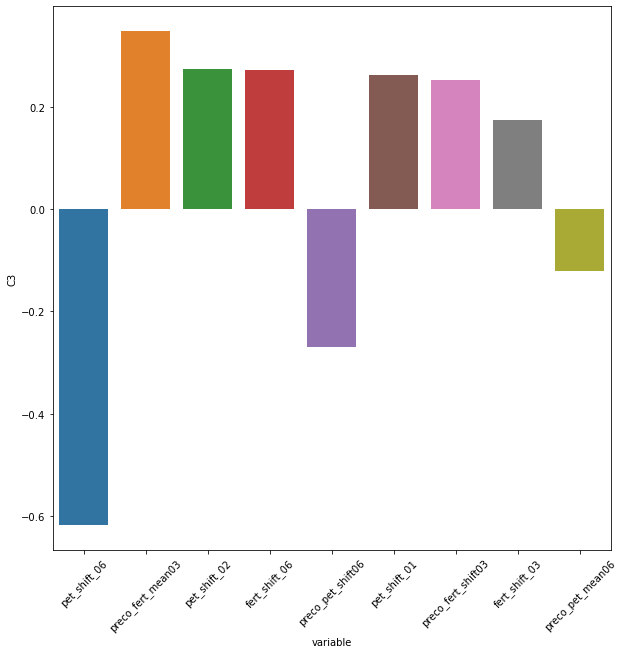 C3
0.2
0.0
−0.2
−0.4
−0.6
pet_shift_06
preco_fert_mean03
pet_shift_02
fert_shift_06
preco_pet_shift06
pet_shift_01
preco_fert_shift03
fert_shift_03
preco_pet_mean06
variable